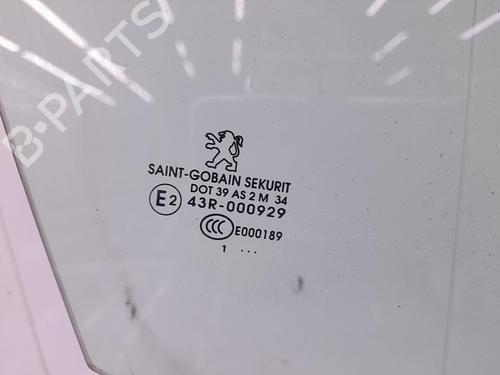 B-PARTS
SAINT-GOBAIN SEKURIT
DOT 39 AS 2 M 34
E2 43R-000929
CCC E000189
1 ...